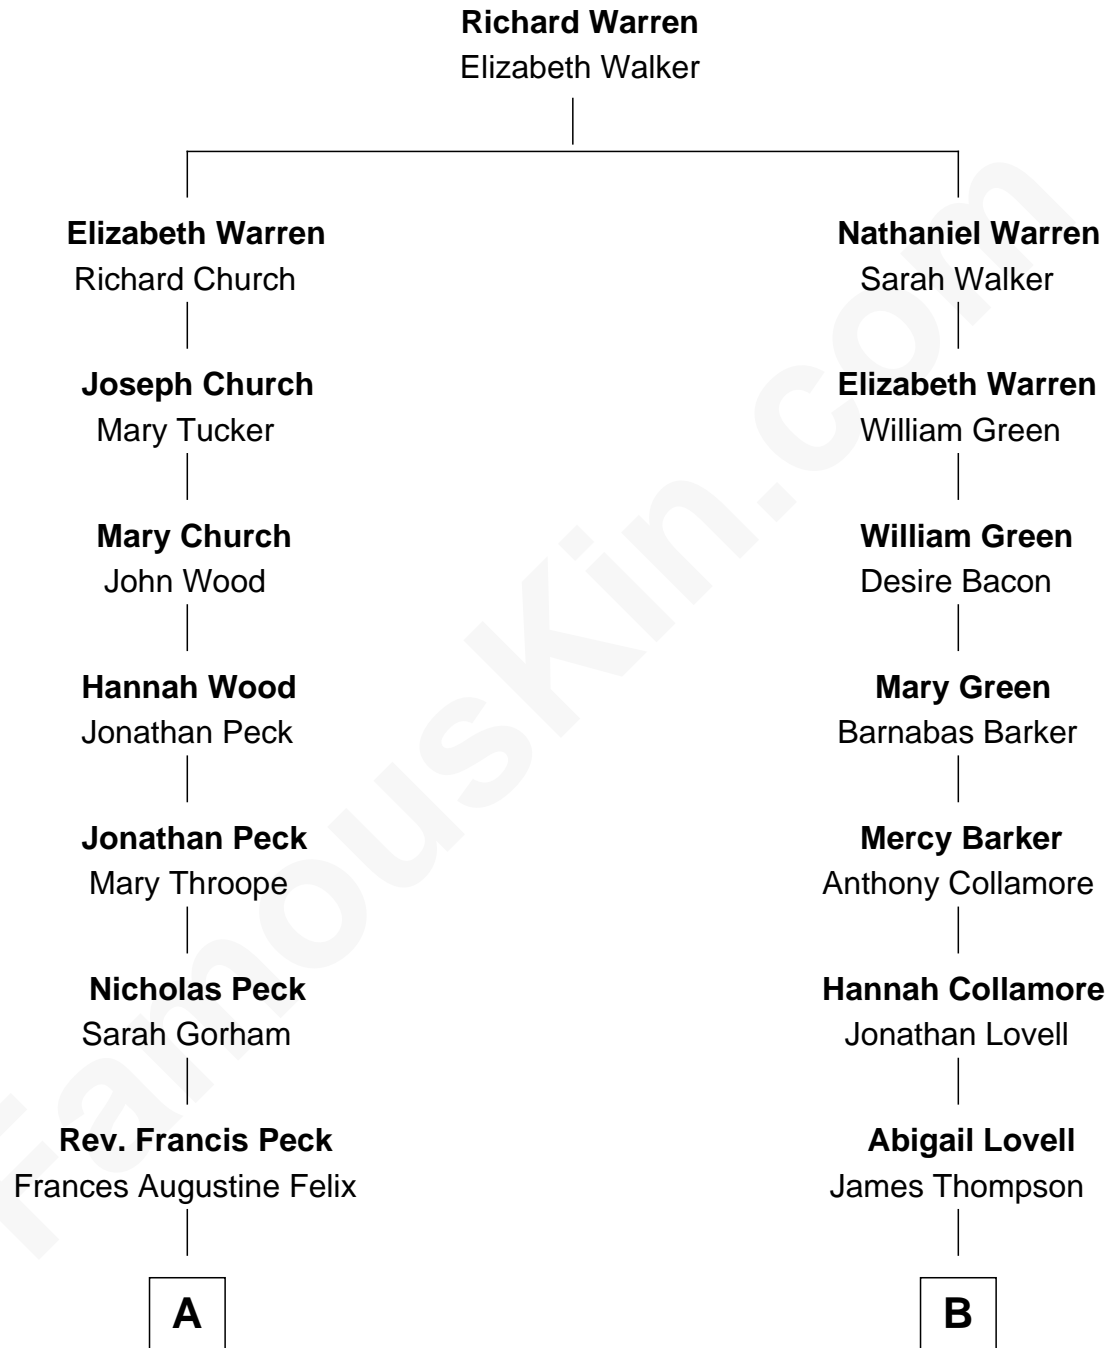 Richard Warren
Elizabeth Walker
Elizabeth Warren
Richard Church
Joseph Church
Mary Tucker
Mary Church
John Wood
Hannah Wood
Jonathan Peck
Jonathan Peck
Mary Throope
Nicholas Peck
Sarah Gorham
Rev. Francis Peck
Frances Augustine Felix
A
Nathaniel Warren
Sarah Walker
Elizabeth Warren
William Green
William Green
Desire Bacon
Mary Green
Barnabas Barker
Mercy Barker
Anthony Collamore
Hannah Collamore
Jonathan Lovell
Abigail Lovell
James Thompson
B
FamousKin.com